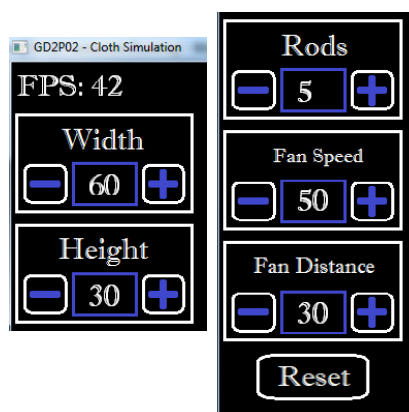 GD2P02 - Cloth Simulation
FPS: 42
Width
60
Height
30
Rods
5
Fan Speed
50
Fan Distance
30
Reset